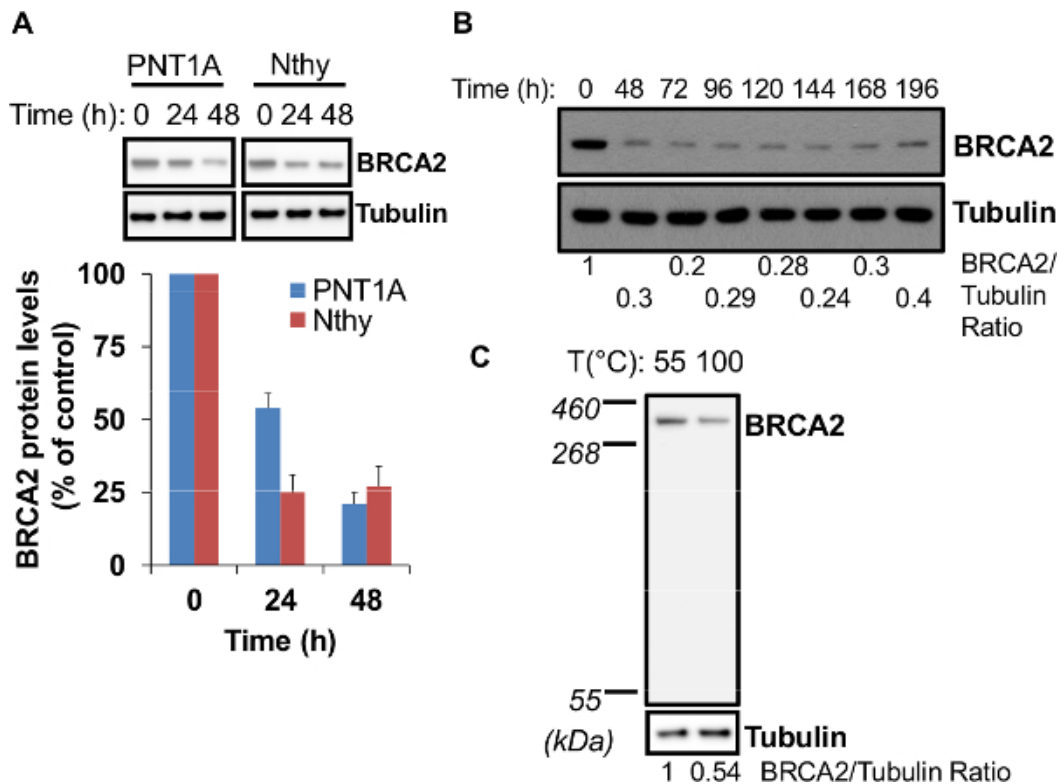 A
PNT1A Nthy
Time (h): 0 24 48 0 24 48
BRCA2
Tubulin
100
75
50
25
0
BRCA2 protein levels
(% of control)
PNT1A
Nthy
0 24 48
Time (h)
B
Time (h): 0 48 72 96 120 144 168 196
BRCA2
Tubulin
1 0.2 0.28 0.3 BRCA2/
0.3 0.29 0.24 0.4 Tubulin
Ratio
C
T(°C): 55 100
460
BRCA2
268
55
(kDa)
Tubulin
1 0.54 BRCA2/Tubulin Ratio